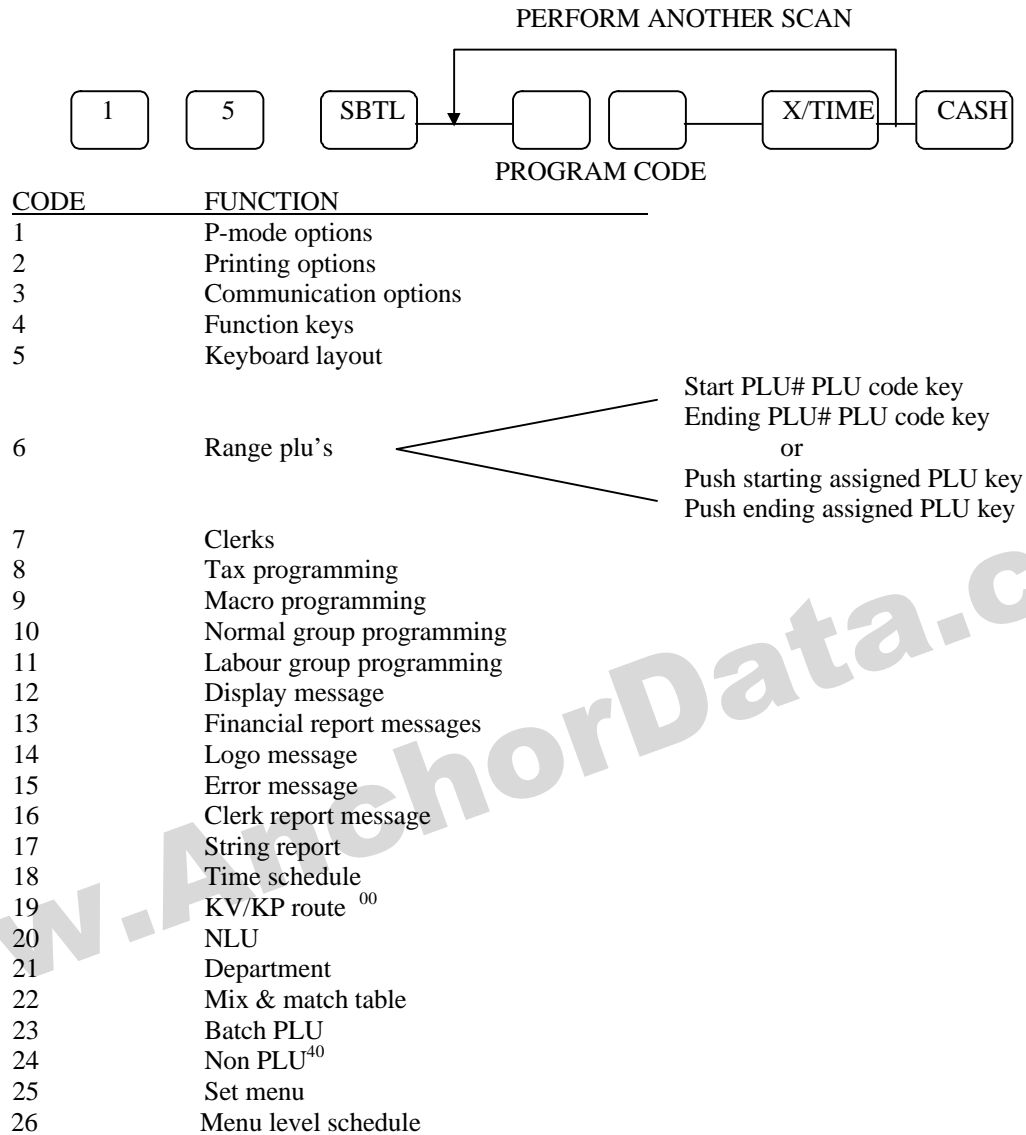 PERFORM ANOTHER SCAN
1 5 SBTL X/TIME CASH
PROGRAM CODE
CODE FUNCTION
1 P-mode options
2 Printing options
3 Communication options
4 Function keys
5 Keyboard layout
Start PLU# PLU code key
Ending PLU# PLU code key
6 Range plu's or
Push starting assigned PLU key
Push ending assigned PLU key
7 Clerks
8 Tax programming
9 Macro programming
10 Normal group programming
11 Labour group programming
12 Display message
13 Financial report messages
14 Logo message
15 Error message
16 Clerk report message
17 String report
18 Time schedule
19 KV/KP route 00
20 NLU
21 Department
22 Mix & match table
23 Batch PLU
24 Non PLU40
25 Set menu
26 Menu level schedule
w.AnchorData.c